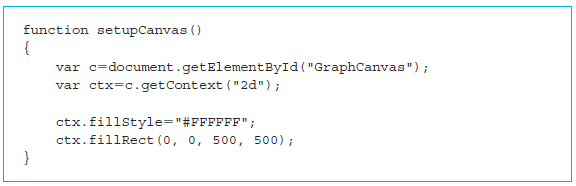 function setupCanvas()
{
    var c=document.getElementById("GraphCanvas");
    var ctx=c.getContext("2d");

    ctx.fillStyle="#FFFFFF";
    ctx.fillRect(0, 0, 500, 500);
}